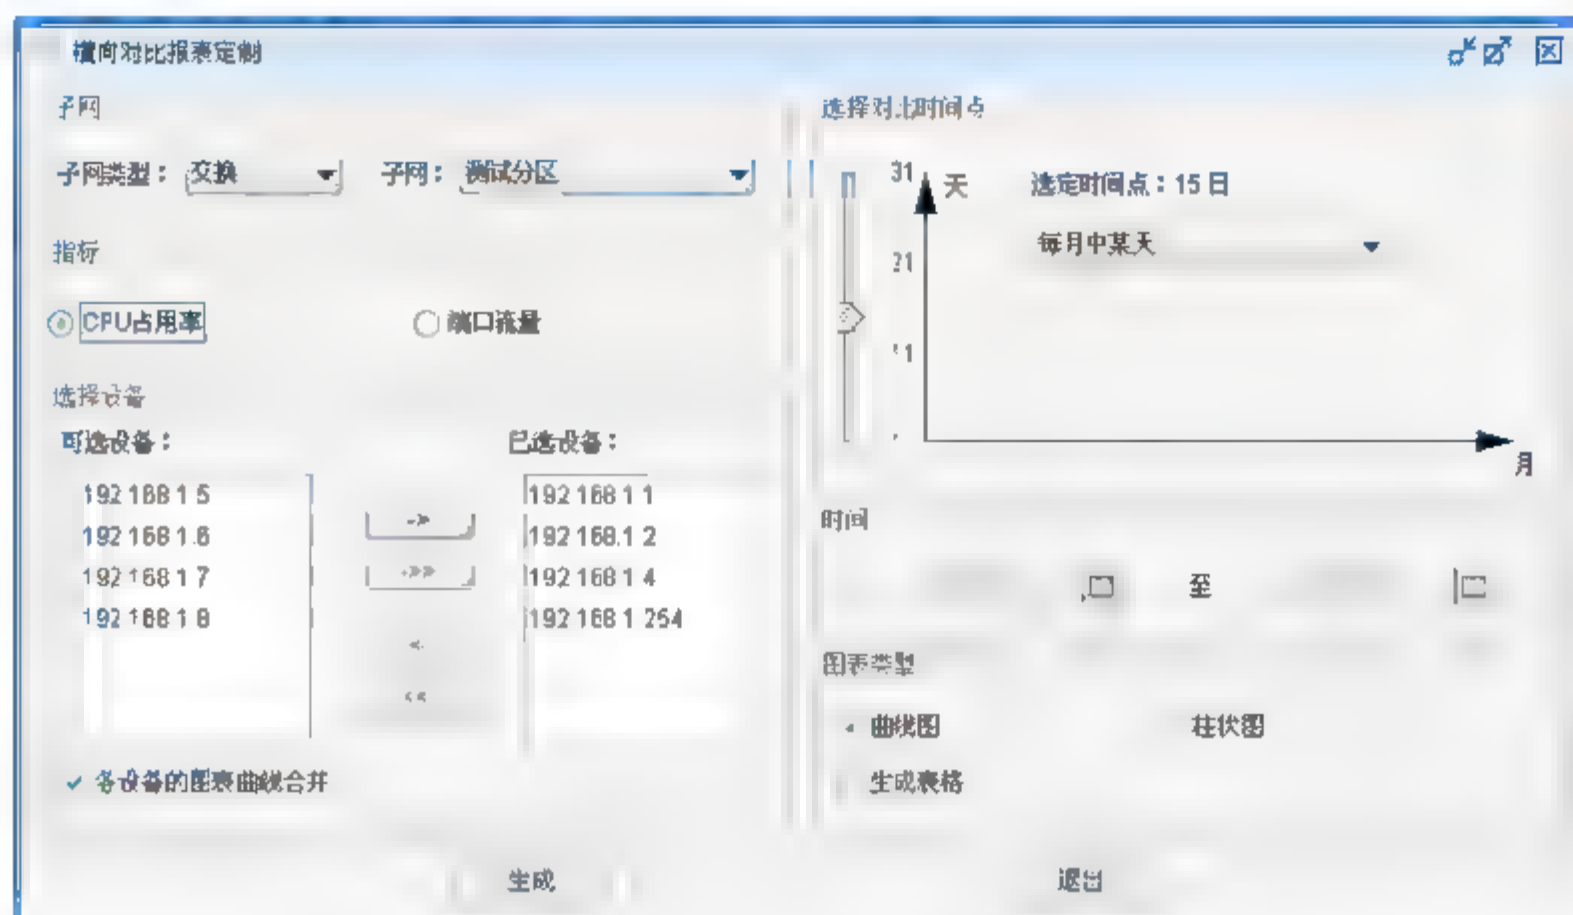 横向对比报表定制
子网
子网类型： 交换 子网： 测试分区
指标
CPU占用率 端口流量
选择设备
可选设备： 已选设备：
192 168 1 5
192 168 1.6
192 168 1 7
192 168 1 8
->
->>
<-
<<
192 168 1 1
192 168.1 2
192 168 1 4
192 168 1 254
各设备的图表曲线合并
选择对比时间点
31 天
21
11
月
选定时间点：15 日
每月中某天
时间
至
图表类型
曲线图 柱状图
生成表格
生成 退出